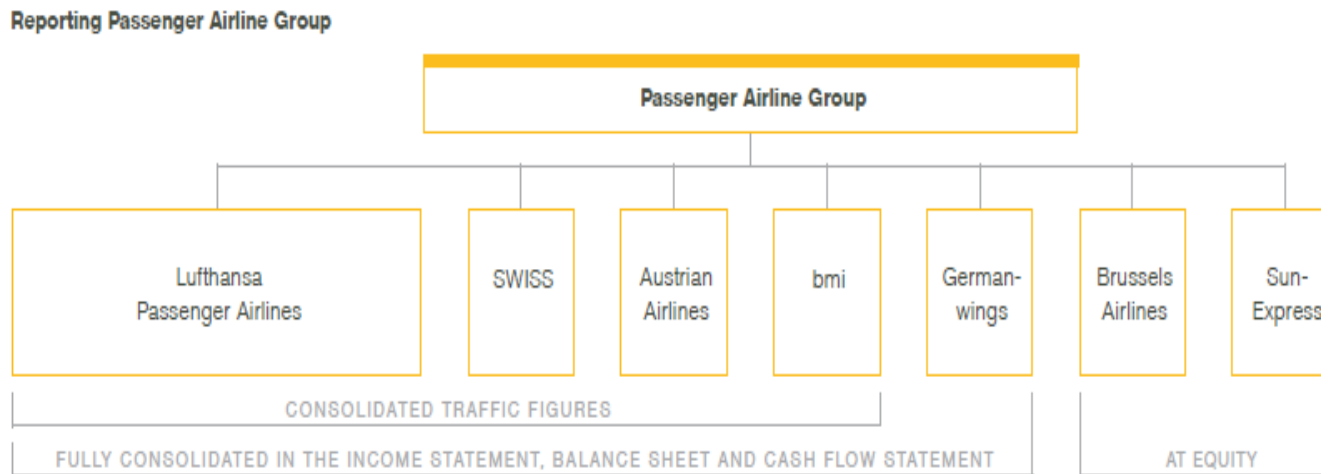 Reporting Passenger Airline Group
Passenger Airline Group
Lufthansa
Passenger Airlines
SWISS
Austrian
Airlines
bmi
German-
wings
Brussels
Airlines
Sun-
Express
CONSOLIDATED TRAFFIC FIGURES
FULLY CONSOLIDATED IN THE INCOME STATEMENT, BALANCE SHEET AND CASH FLOW STATEMENT
AT EQUITY